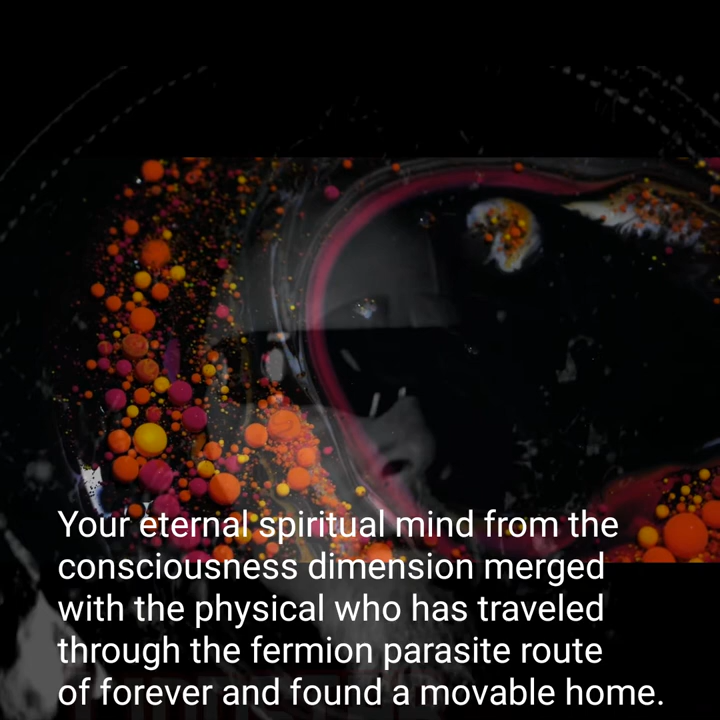 Your eternal spiritual mind from the
consciousness dimension merged
with the physical who has traveled
through the fermion parasite route
of forever and found a movable home.